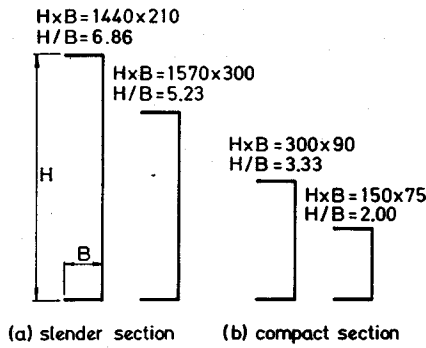 HxB=1440x210
H/B=6.86
HxB=1570x300
H/B=5.23
HxB=300x90
H/B=3.33
HxB=150x75
H/B=2.00
H
B
(a) slender section
(b) compact section